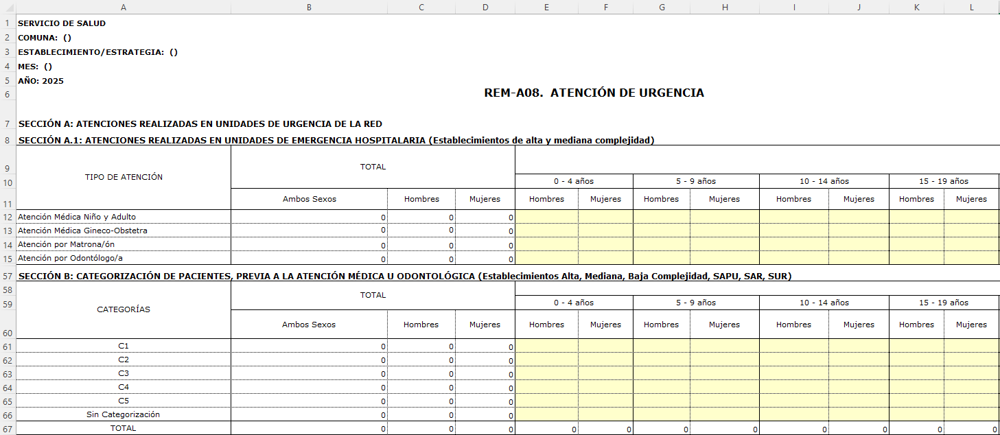 A B C D E F G H I J K L
1 SERVICIO DE SALUD
2 COMUNA: ()
3 ESTABLECIMIENTO/ESTRATEGIA: ()
4 MES: ()
5 AÑO: 2025
6 REM-A08. ATENCIÓN DE URGENCIA
7 SECCIÓN A: ATENCIONES REALIZADAS EN UNIDADES DE URGENCIA DE LA RED
8 SECCIÓN A.1: ATENCIONES REALIZADAS EN UNIDADES DE EMERGENCIA HOSPITALARIA (Establecimientos de alta y mediana complejidad)
9 TOTAL
TIPO DE ATENCIÓN
10 0 - 4 años 5 - 9 años 10 - 14 años 15 - 19 años
11 Ambos Sexos Hombres Mujeres Hombres Mujeres Hombres Mujeres Hombres Mujeres Hombres Mujeres
12 Atención Médica Niño y Adulto 0 0 0
13 Atención Médica Gineco-Obstetra 0 0 0
14 Atención por Matrona/ón 0 0 0
15 Atención por Odontólogo/a 0 0 0
57 SECCIÓN B: CATEGORIZACIÓN DE PACIENTES, PREVIA A LA ATENCIÓN MÉDICA U ODONTOLÓGICA (Establecimientos Alta, Mediana, Baja Complejidad, SAPU, SAR, SUR)
58 TOTAL
59 0 - 4 años 5 - 9 años 10 - 14 años 15 - 19 años
CATEGORÍAS
60 Ambos Sexos Hombres Mujeres Hombres Mujeres Hombres Mujeres Hombres Mujeres Hombres Mujeres
61 C1 0 0 0
62 C2 0 0 0
63 C3 0 0 0
64 C4 0 0 0
65 C5 0 0 0
66 Sin Categorización 0 0 0
67 TOTAL 0 0 0 0 0 0 0 0 0 0 0